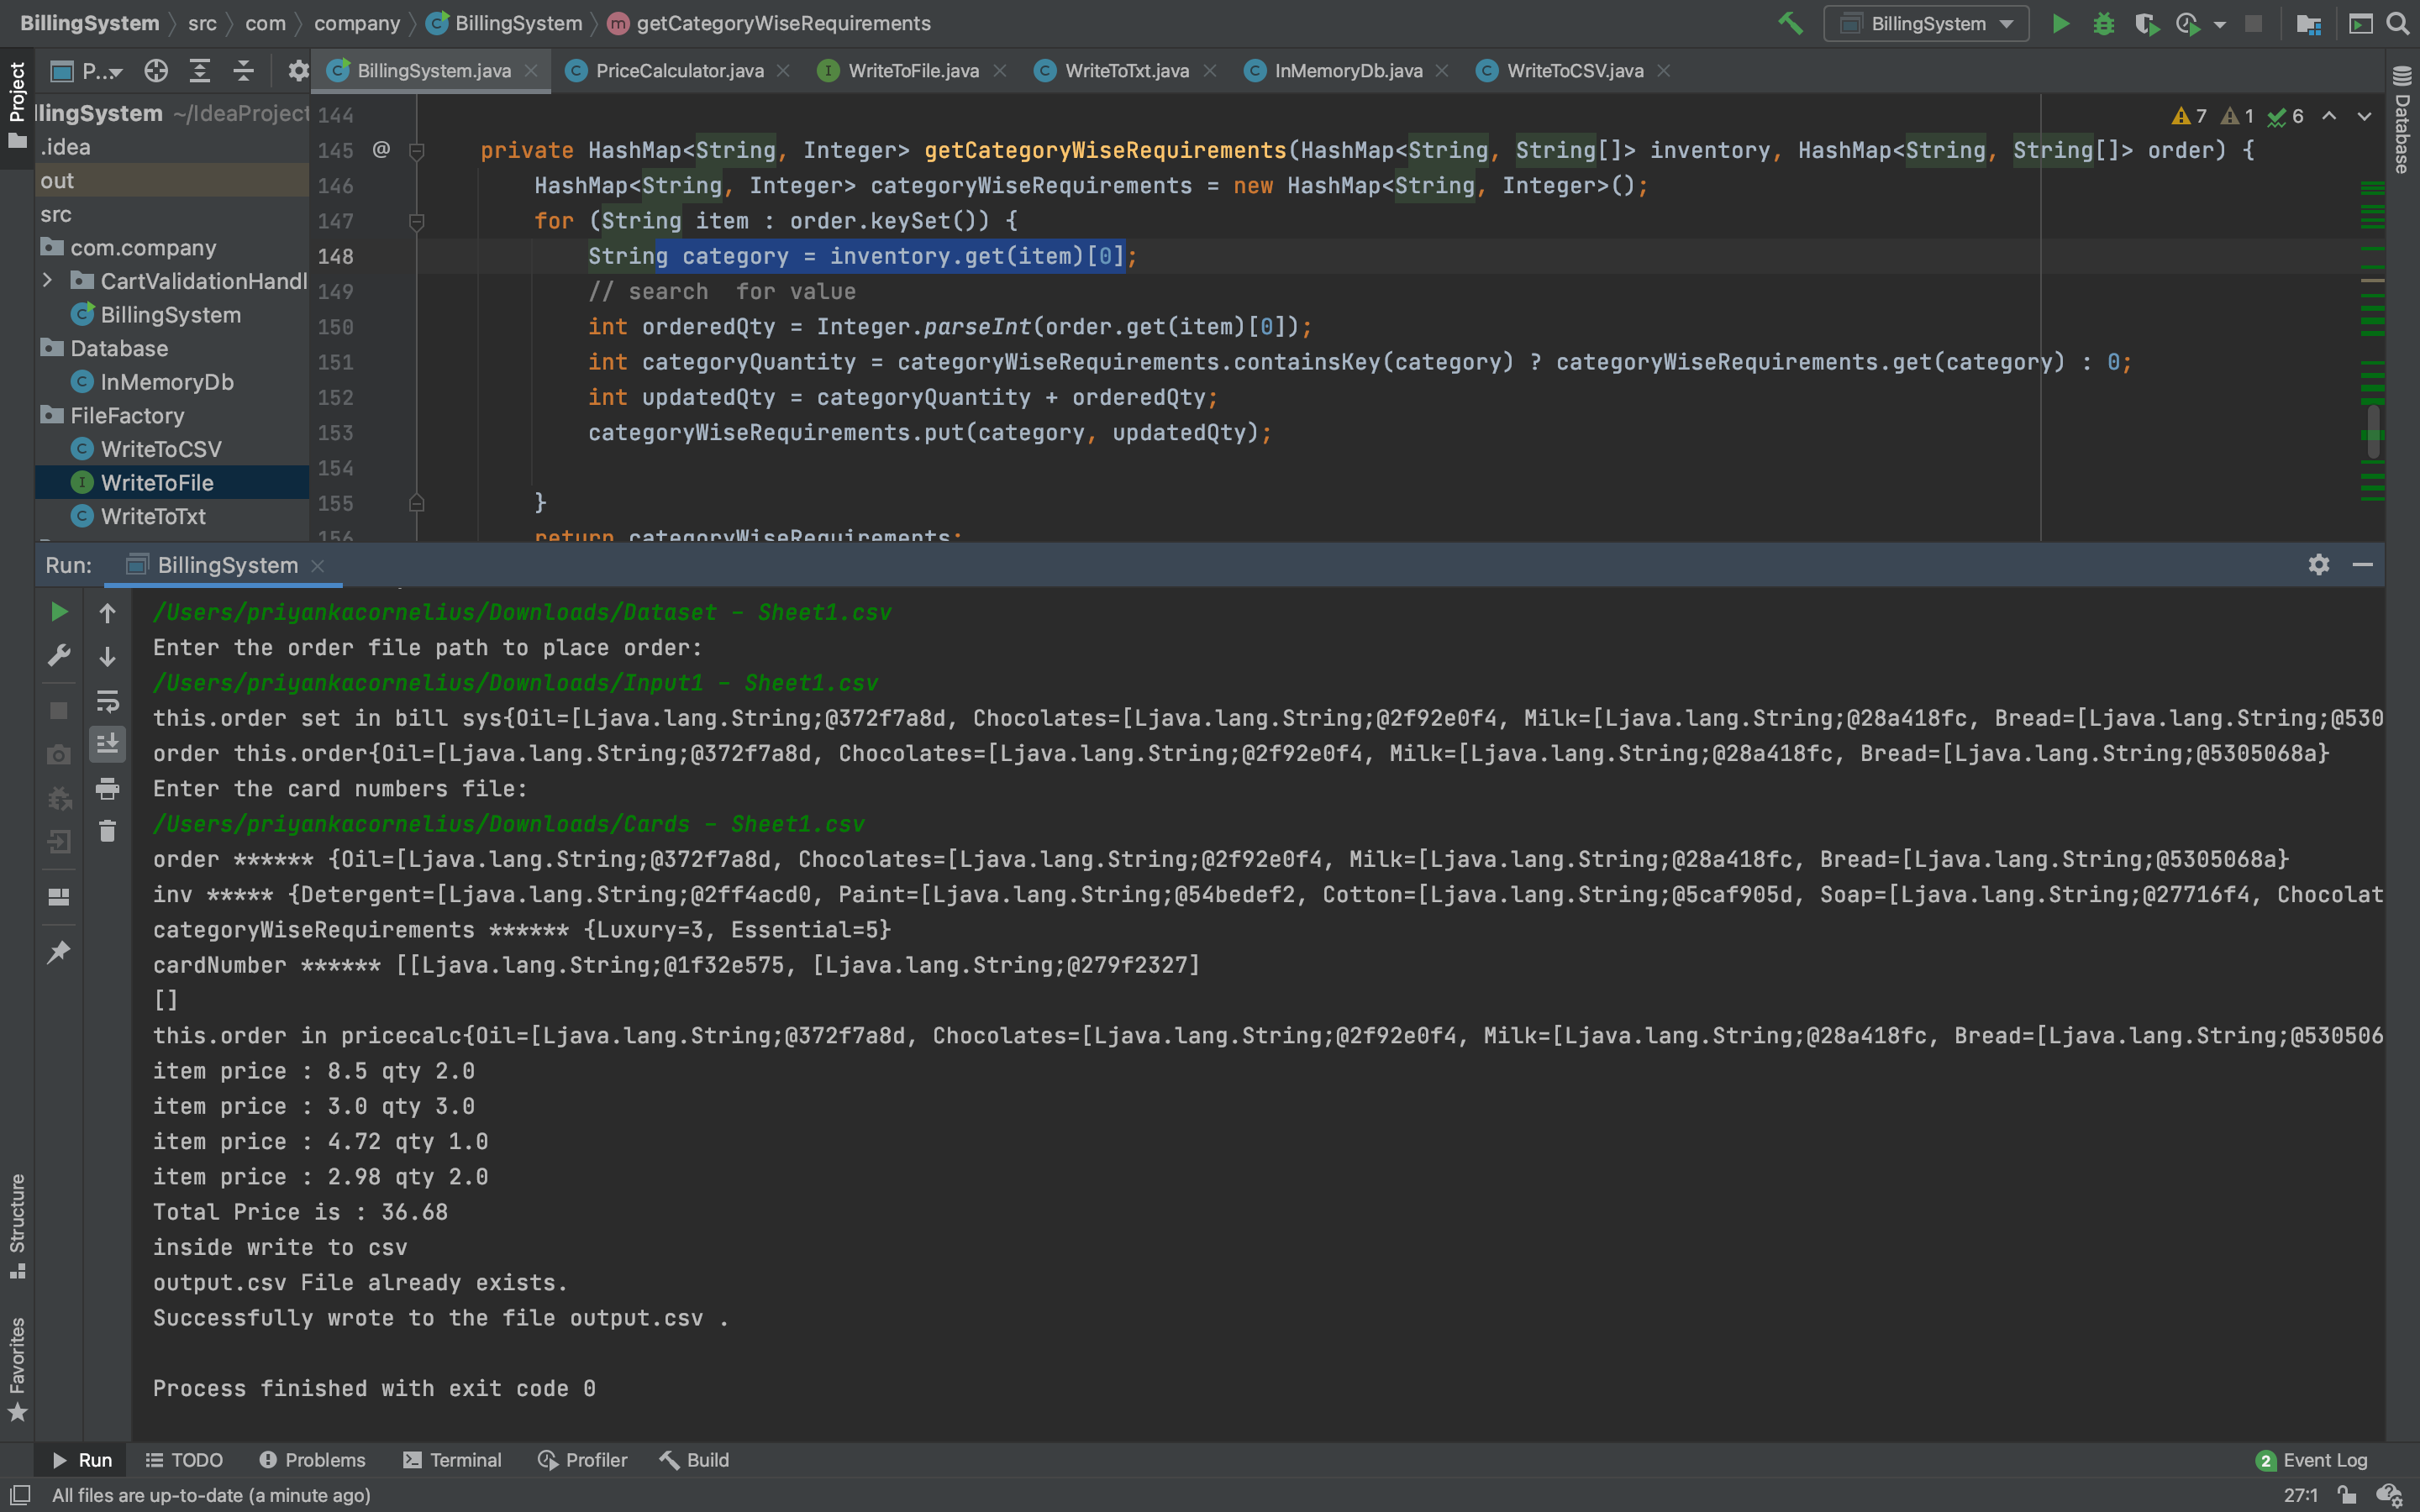 BillingSystem src com company BillingSystem getCategoryWiseRequirements BillingSystem
Project P... BillingSystem.java PriceCalculator.java WriteToFile.java WriteToTxt.java InMemoryDb.java WriteToCSV.java
llingSystem ~/IdeaProject
.idea
out
src
com.company
CartValidationHandl
BillingSystem
Database
InMemoryDb
FileFactory
WriteToCSV
WriteToFile
WriteToTxt
7 1 6
Database
144
145 @ private HashMap<String, Integer> getCategoryWiseRequirements(HashMap<String, String[]> inventory, HashMap<String, String[]> order) {
146 HashMap<String, Integer> categoryWiseRequirements = new HashMap<String, Integer>();
147 for (String item : order.keySet()) {
148 String category = inventory.get(item)[0];
149 // search  for value
150 int orderedQty = Integer.parseInt(order.get(item)[0]);
151 int categoryQuantity = categoryWiseRequirements.containsKey(category) ? categoryWiseRequirements.get(category) : 0;
152 int updatedQty = categoryQuantity + orderedQty;
153 categoryWiseRequirements.put(category, updatedQty);
154
155 }
156 return categoryWiseRequirements;
Run: BillingSystem
/Users/priyankacornelius/Downloads/Dataset - Sheet1.csv
Enter the order file path to place order:
/Users/priyankacornelius/Downloads/Input1 - Sheet1.csv
this.order set in bill sys{Oil=[Ljava.lang.String;@372f7a8d, Chocolates=[Ljava.lang.String;@2f92e0f4, Milk=[Ljava.lang.String;@28a418fc, Bread=[Ljava.lang.String;@530
order this.order{Oil=[Ljava.lang.String;@372f7a8d, Chocolates=[Ljava.lang.String;@2f92e0f4, Milk=[Ljava.lang.String;@28a418fc, Bread=[Ljava.lang.String;@5305068a}
Enter the card numbers file:
/Users/priyankacornelius/Downloads/Cards - Sheet1.csv
order ****** {Oil=[Ljava.lang.String;@372f7a8d, Chocolates=[Ljava.lang.String;@2f92e0f4, Milk=[Ljava.lang.String;@28a418fc, Bread=[Ljava.lang.String;@5305068a}
inv ***** {Detergent=[Ljava.lang.String;@2ff4acd0, Paint=[Ljava.lang.String;@54bedef2, Cotton=[Ljava.lang.String;@5caf905d, Soap=[Ljava.lang.String;@27716f4, Chocolat
categoryWiseRequirements ****** {Luxury=3, Essential=5}
cardNumber ****** [[Ljava.lang.String;@1f32e575, [Ljava.lang.String;@279f2327]
[]
this.order in pricecalc{Oil=[Ljava.lang.String;@372f7a8d, Chocolates=[Ljava.lang.String;@2f92e0f4, Milk=[Ljava.lang.String;@28a418fc, Bread=[Ljava.lang.String;@530506
item price : 8.5 qty 2.0
item price : 3.0 qty 3.0
item price : 4.72 qty 1.0
item price : 2.98 qty 2.0
Total Price is : 36.68
inside write to csv
output.csv File already exists.
Successfully wrote to the file output.csv .
Process finished with exit code 0
Structure
Favorites
Run TODO Problems Terminal Profiler Build 2 Event Log
All files are up-to-date (a minute ago) 27:1